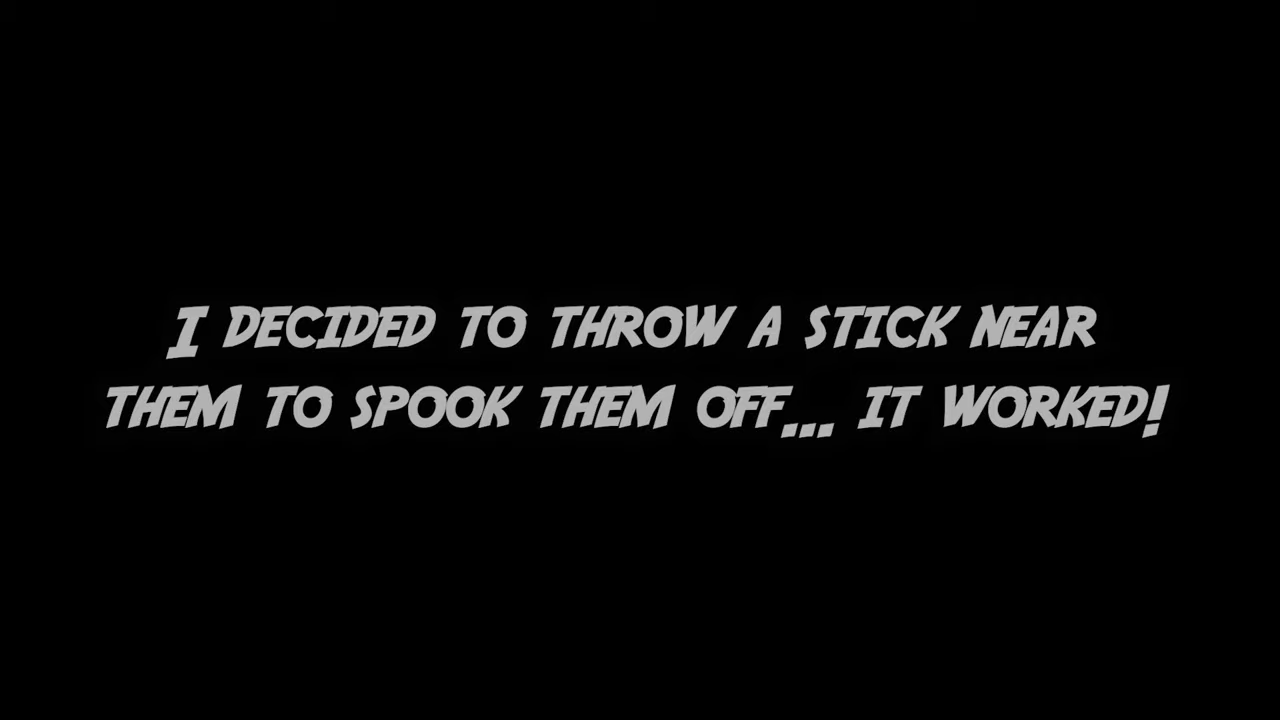 I DECIDED TO THROW A STICK NEAR
THEM TO SPOOK THEM OFF... IT WORKED!